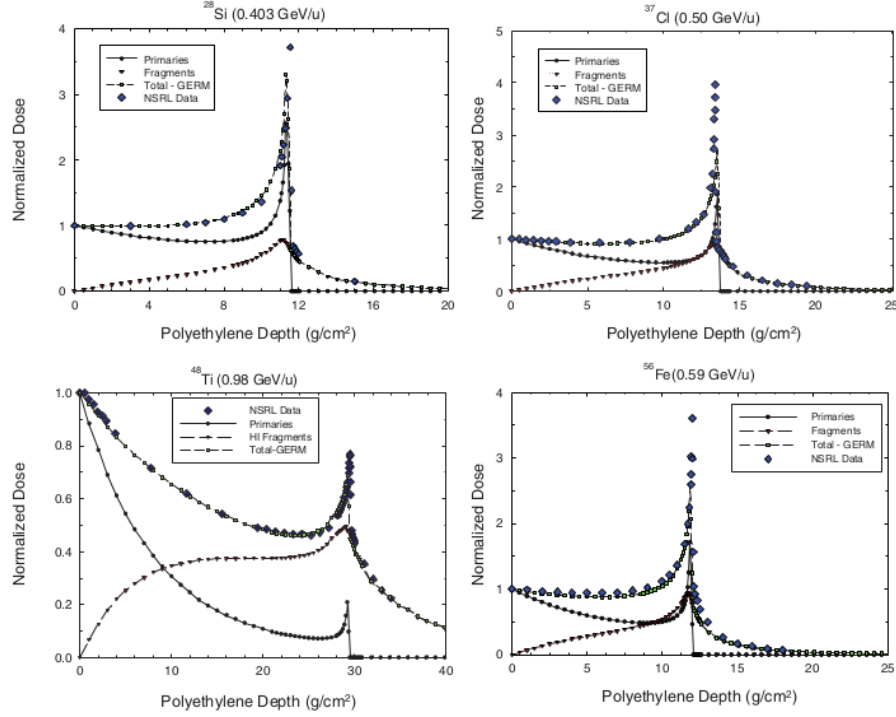 ²⁸Si (0.403 GeV/u)
Normalized Dose
4
3
2
1
0
Primaries
Fragments
Total - GERM
NSRL Data
0 4 8 12 16 20
Polyethylene Depth (g/cm²)
³⁷Cl (0.50 GeV/u)
Normalized Dose
5
4
3
2
1
0
Primaries
Fragments
Total - GERM
NSRL Data
0 5 10 15 20 25
Polyethylene Depth (g/cm²)
⁴⁸Ti (0.98 GeV/u)
Normalized Dose
1.0
0.8
0.6
0.4
0.2
0.0
NSRL Data
Primaries
HI Fragments
Total-GERM
0 10 20 30 40
Polyethylene Depth (g/cm²)
⁵⁶Fe(0.59 GeV/u)
Normalized Dose
4
3
2
1
0
Primaries
Fragments
Total - GERM
NSRL Data
0 5 10 15 20 25
Polyethylene Depth (g/cm²)